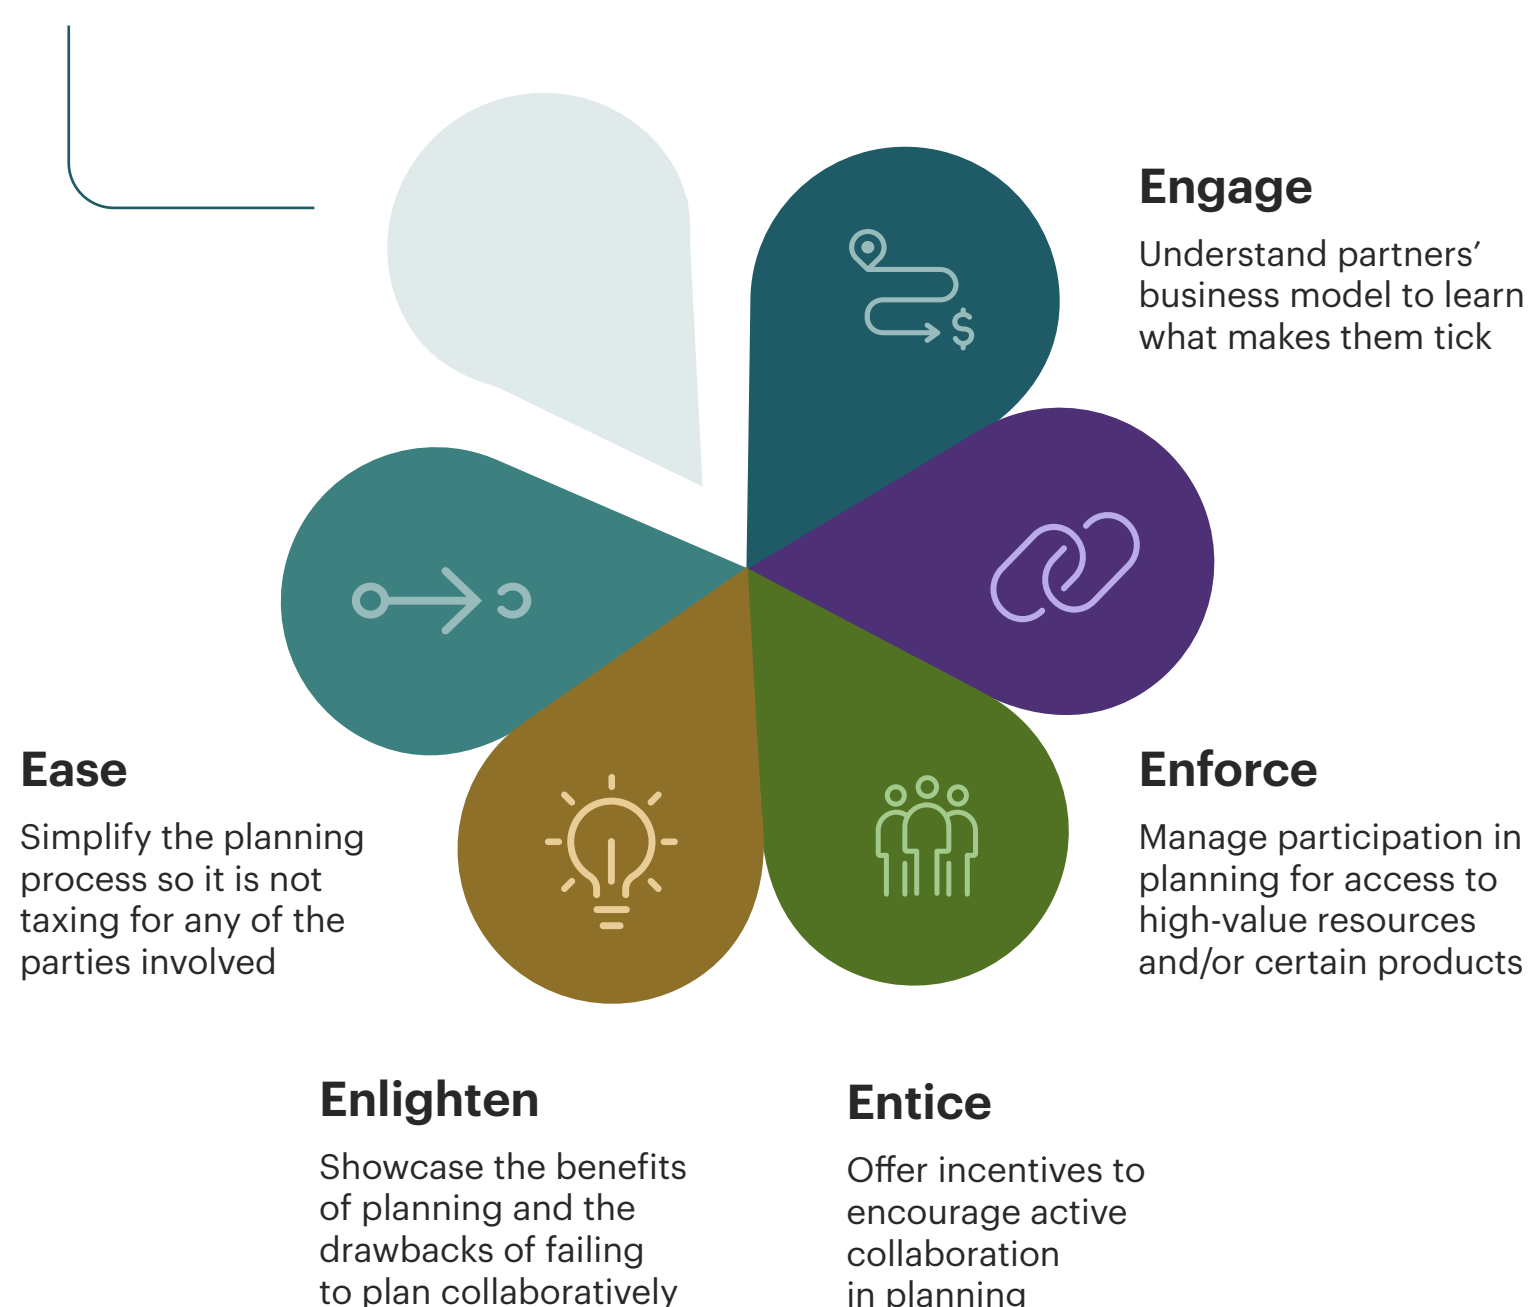 Engage
Understand partners’
business model to learn
what makes them tick
$
Ease
Simplify the planning
process so it is not
taxing for any of the
parties involved
Enforce
Manage participation in
planning for access to
high-value resources
and/or certain products
Enlighten
Showcase the benefits
of planning and the
drawbacks of failing
to plan collaboratively
Entice
Offer incentives to
encourage active
collaboration
in planning